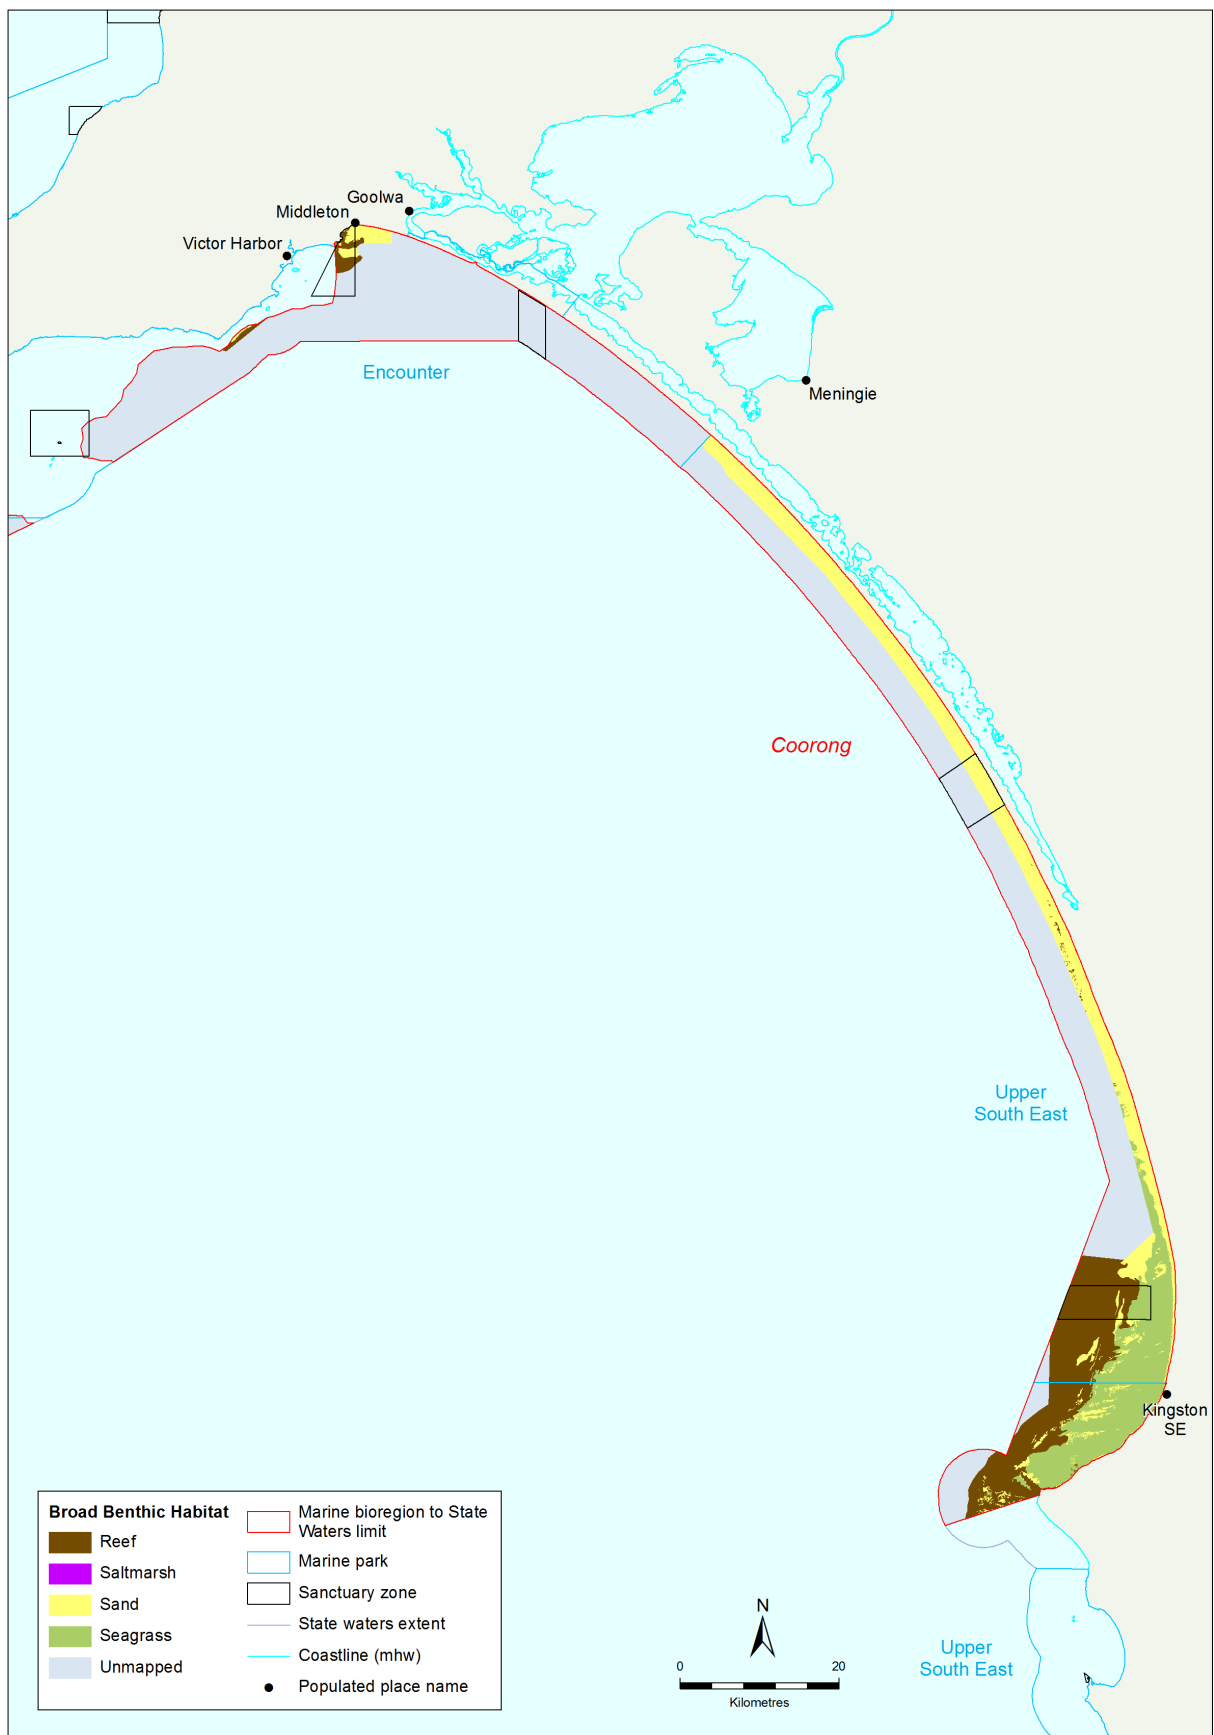 Goolwa
Middleton
Victor Harbor
Encounter
Meningie
Coorong
Upper
South East
Kingston
SE
Broad Benthic Habitat
Reef
Saltmarsh
Sand
Seagrass
Unmapped
Marine bioregion to State
Waters limit
Marine park
Sanctuary zone
State waters extent
Coastline (mhw)
Populated place name
N
0 20
Kilometres
Upper
South East